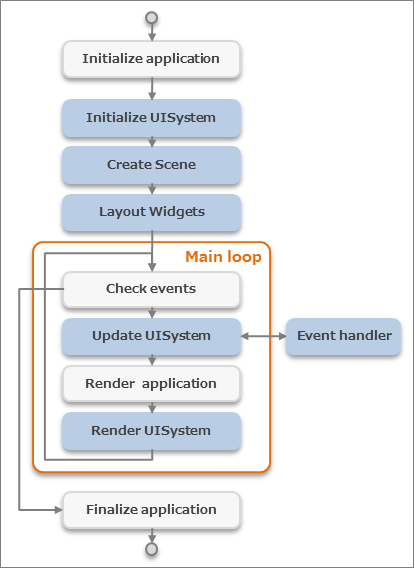 Initialize application
Initialize UISystem
Create Scene
Layout Widgets
Main loop
Check events
Update UISystem
Event handler
Render application
Render UISystem
Finalize application